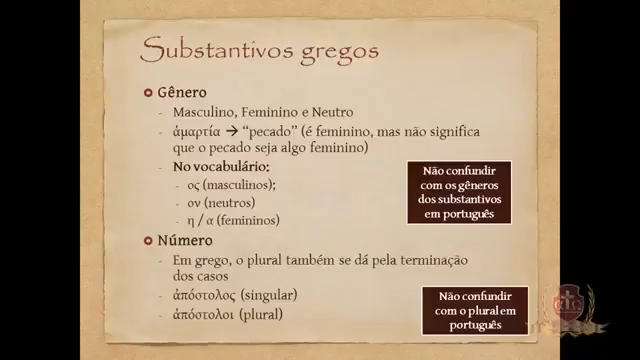 Substantivos gregos
Gênero
- Masculino, Feminino e Neutro
- ἁμαρτία → “pecado” (é feminino, mas não significa
que o pecado seja algo feminino)
- No vocabulário:
- ος (masculinos);
- ον (neutros)
- η / α (femininos)
Não confundir
com os gêneros
dos substantivos
em português
Número
- Em grego, o plural também se dá pela terminação
dos casos
- ἀπόστολος (singular)
- ἀπόστολοι (plural)
Não confundir
com o plural em
português